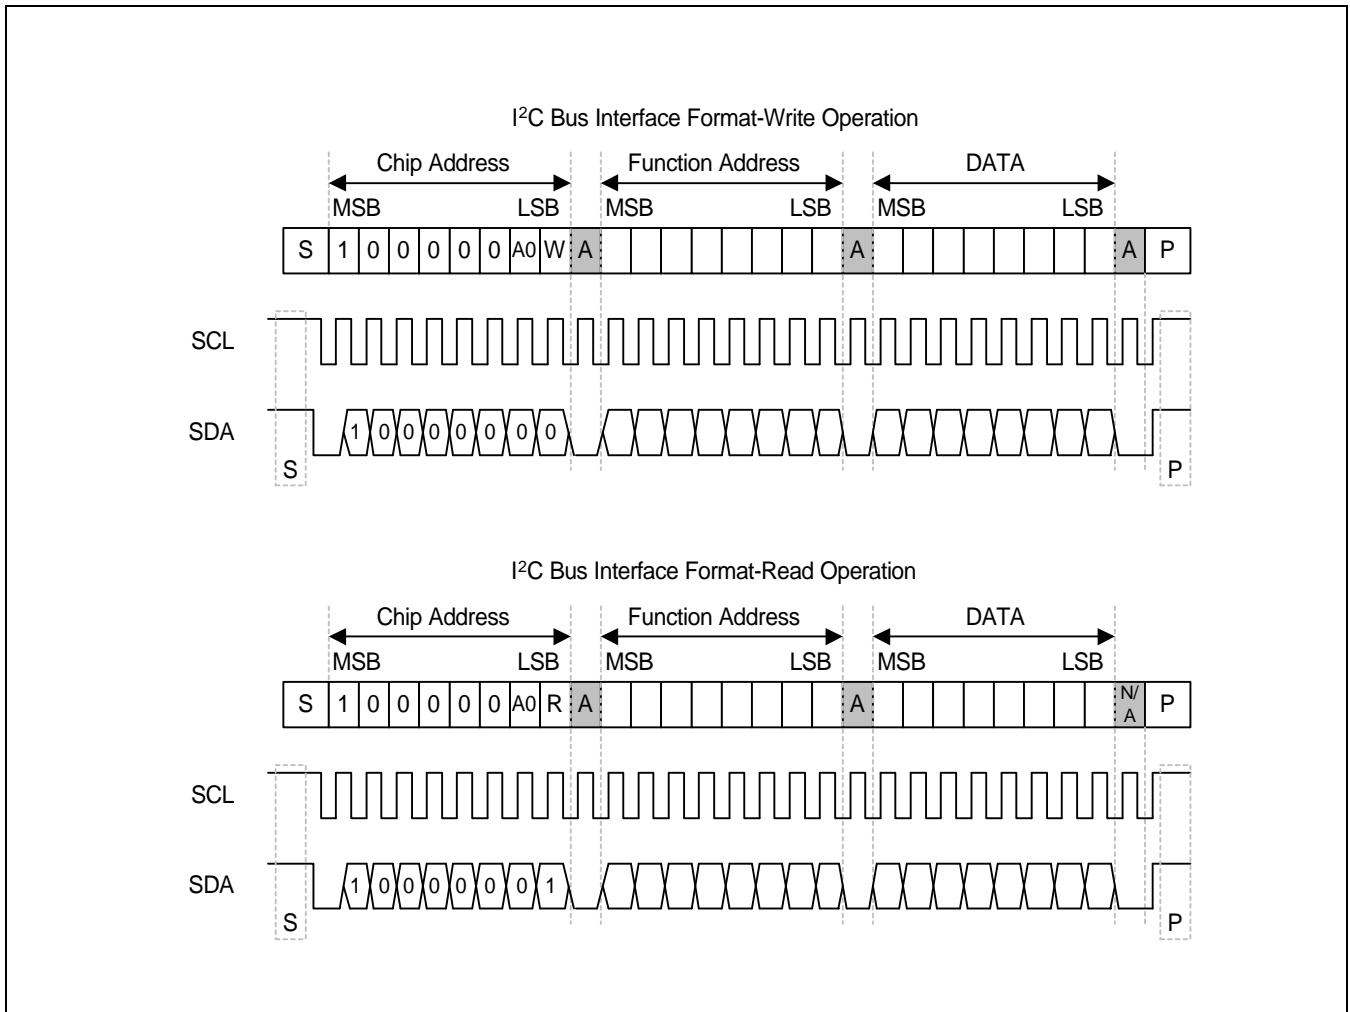 I2C Bus Interface Format-Write Operation
Chip Address Function Address DATA
MSB LSB MSB LSB MSB LSB
S 1 0 0 0 0 0 A0 W A A A P
SCL
SDA 1 0 0 0 0 0 0 0
S P
I2C Bus Interface Format-Read Operation
Chip Address Function Address DATA
MSB LSB MSB LSB MSB LSB
S 1 0 0 0 0 0 A0 R A A N/A P
SCL
SDA 1 0 0 0 0 0 0 1
S P